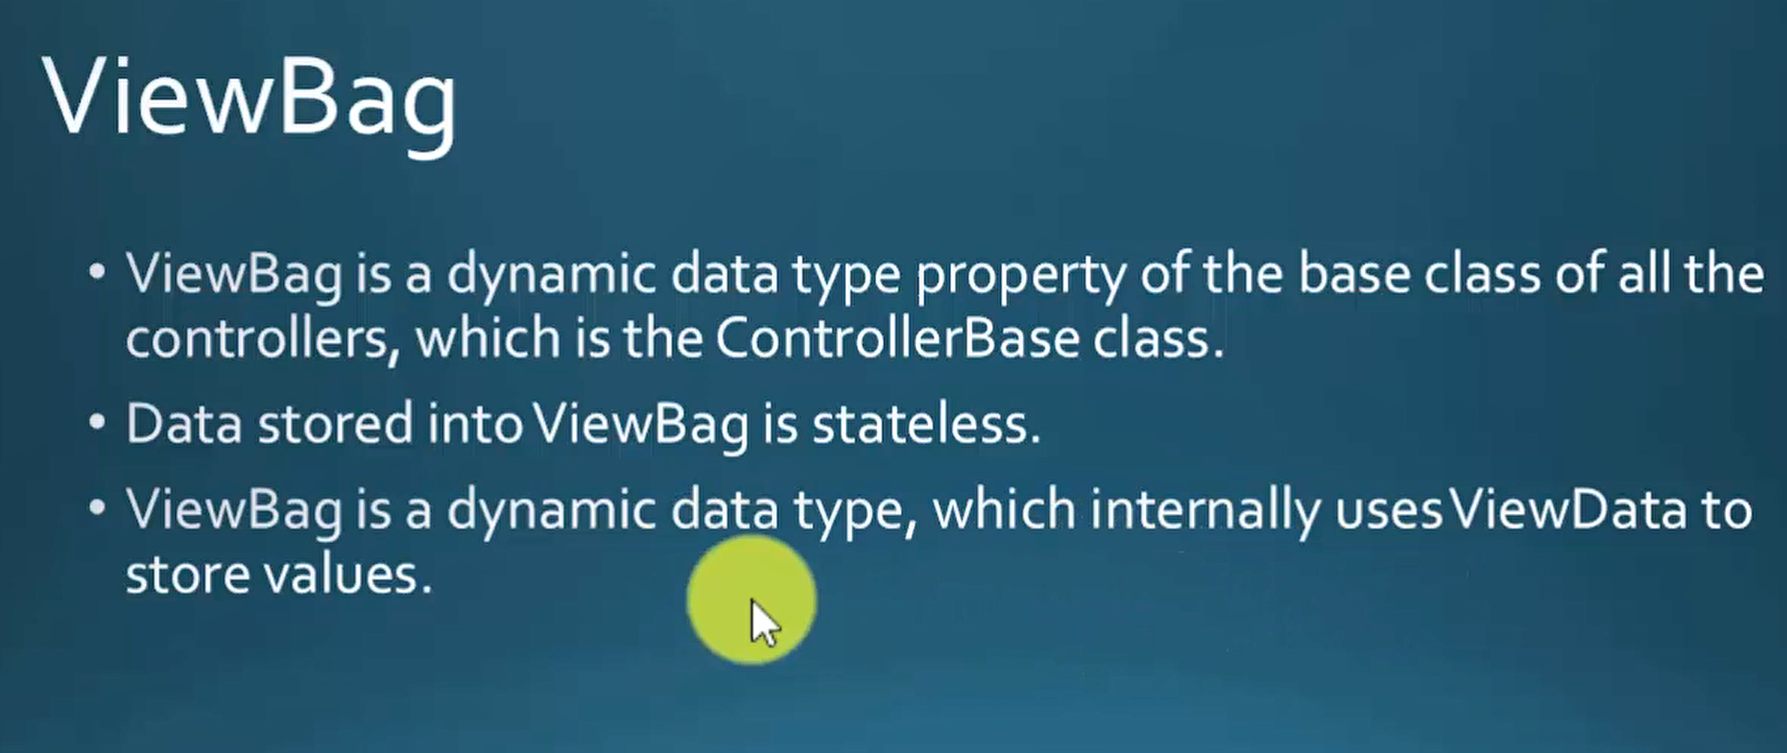 ViewBag
• ViewBag is a dynamic data type property of the base class of all the
controllers, which is the ControllerBase class.
• Data stored into ViewBag is stateless.
• ViewBag is a dynamic data type, which internally uses ViewData to
store values.